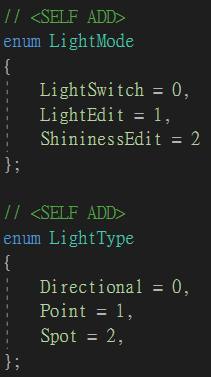 // <SELF ADD>
enum LightMode
{
LightSwitch = 0,
LightEdit = 1,
ShininessEdit = 2
};
// <SELF ADD>
enum LightType
{
Directional = 0,
Point = 1,
Spot = 2,
};